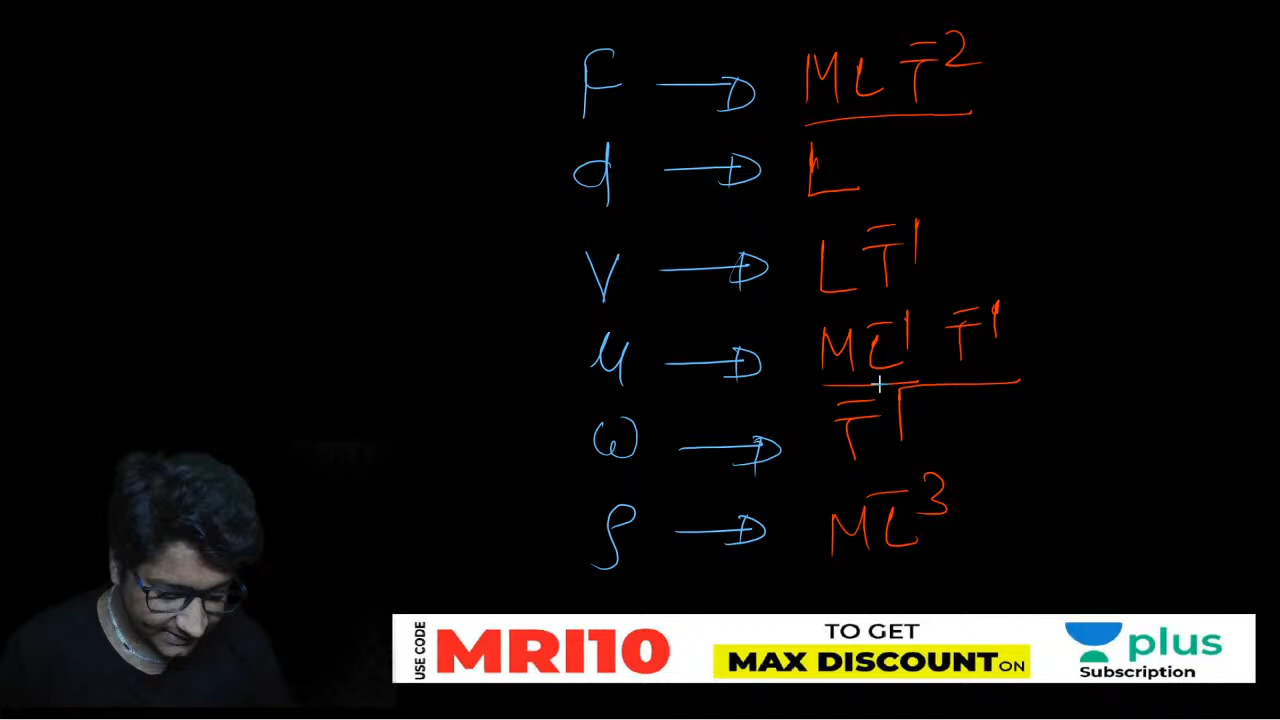 F → MLT⁻²
d → L
V → LT⁻¹
μ → ML⁻¹ T⁻¹
ω → T⁻¹
ρ → ML⁻³
USE CODE MRI10 TO GET MAX DISCOUNT ON plus Subscription